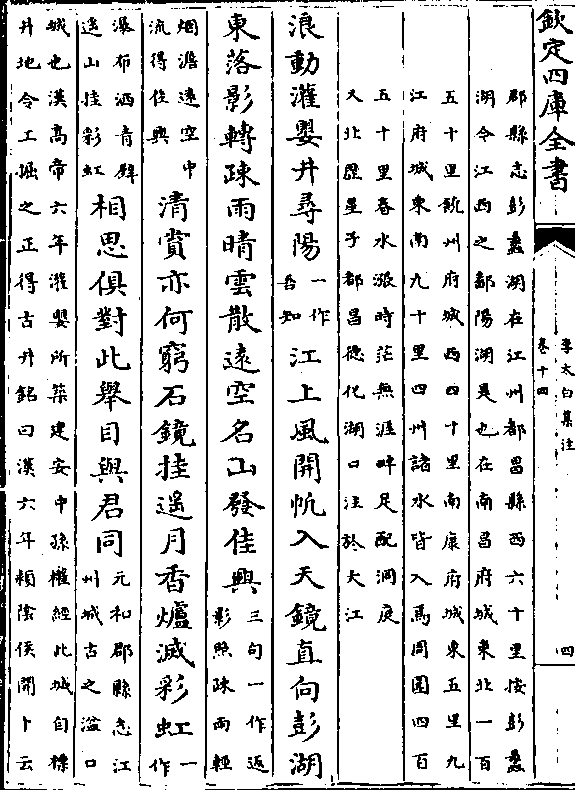 欽定四庫全書
李太白集注
卷十四
四
郡縣志彭蠡湖在江州都昌縣西六十里按彭蠡
湖今江西之鄱陽湖是也在南昌府城東北一百
五十里饒州府城西四十里南康府城東五里九
江府城東南九十里四州諸水皆入焉周圍四百
五十里春水漲時茫無涯畔足配洞庭
又北歷星子都昌德化湖口注於大江
浪動灌嬰井尋陽一作吾知江上風開帆入天鏡直向彭湖
東落影轉疎雨晴雲散遠空名山發佳興三句一作返影照疎雨輕
烟澹遠空中流得佳興清賞亦何窮石鏡挂遥月香爐滅彩虹一作
瀑布洒青壁遥山挂彩虹相思俱對此舉目與君同元和郡縣志江州城古之湓口
城也漢高帝六年灌嬰所築建安中孫權經此城自標
井地令工掘之正得古井銘曰漢六年潁陰侯開卜云